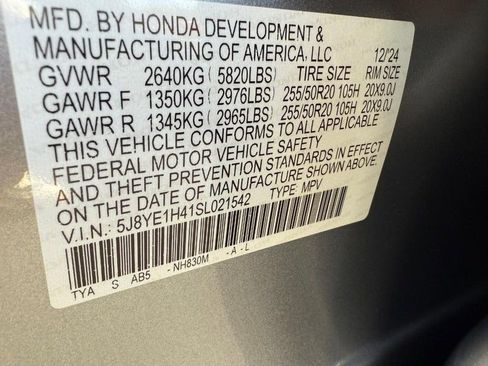 MFD. BY HONDA DEVELOPMENT &
MANUFACTURING OF AMERICA, LLC 12/24
GVWR 2640KG (5820LBS) TIRE SIZE RIM SIZE
GAWR F 1350KG (2976LBS) 255/50R20 105H 20X9.0J
GAWR R 1345KG (2965LBS) 255/50R20 105H 20X9.0J
THIS VEHICLE CONFORMS TO ALL APPLICABLE
FEDERAL MOTOR VEHICLE SAFETY
AND THEFT PREVENTION STANDARDS IN EFFECT
ON THE DATE OF MANUFACTURE SHOWN ABOVE.
V.I.N.: 5J8YE1H41SL021542 TYPE: MPV
TYA S AB5 - NH830M -A-L